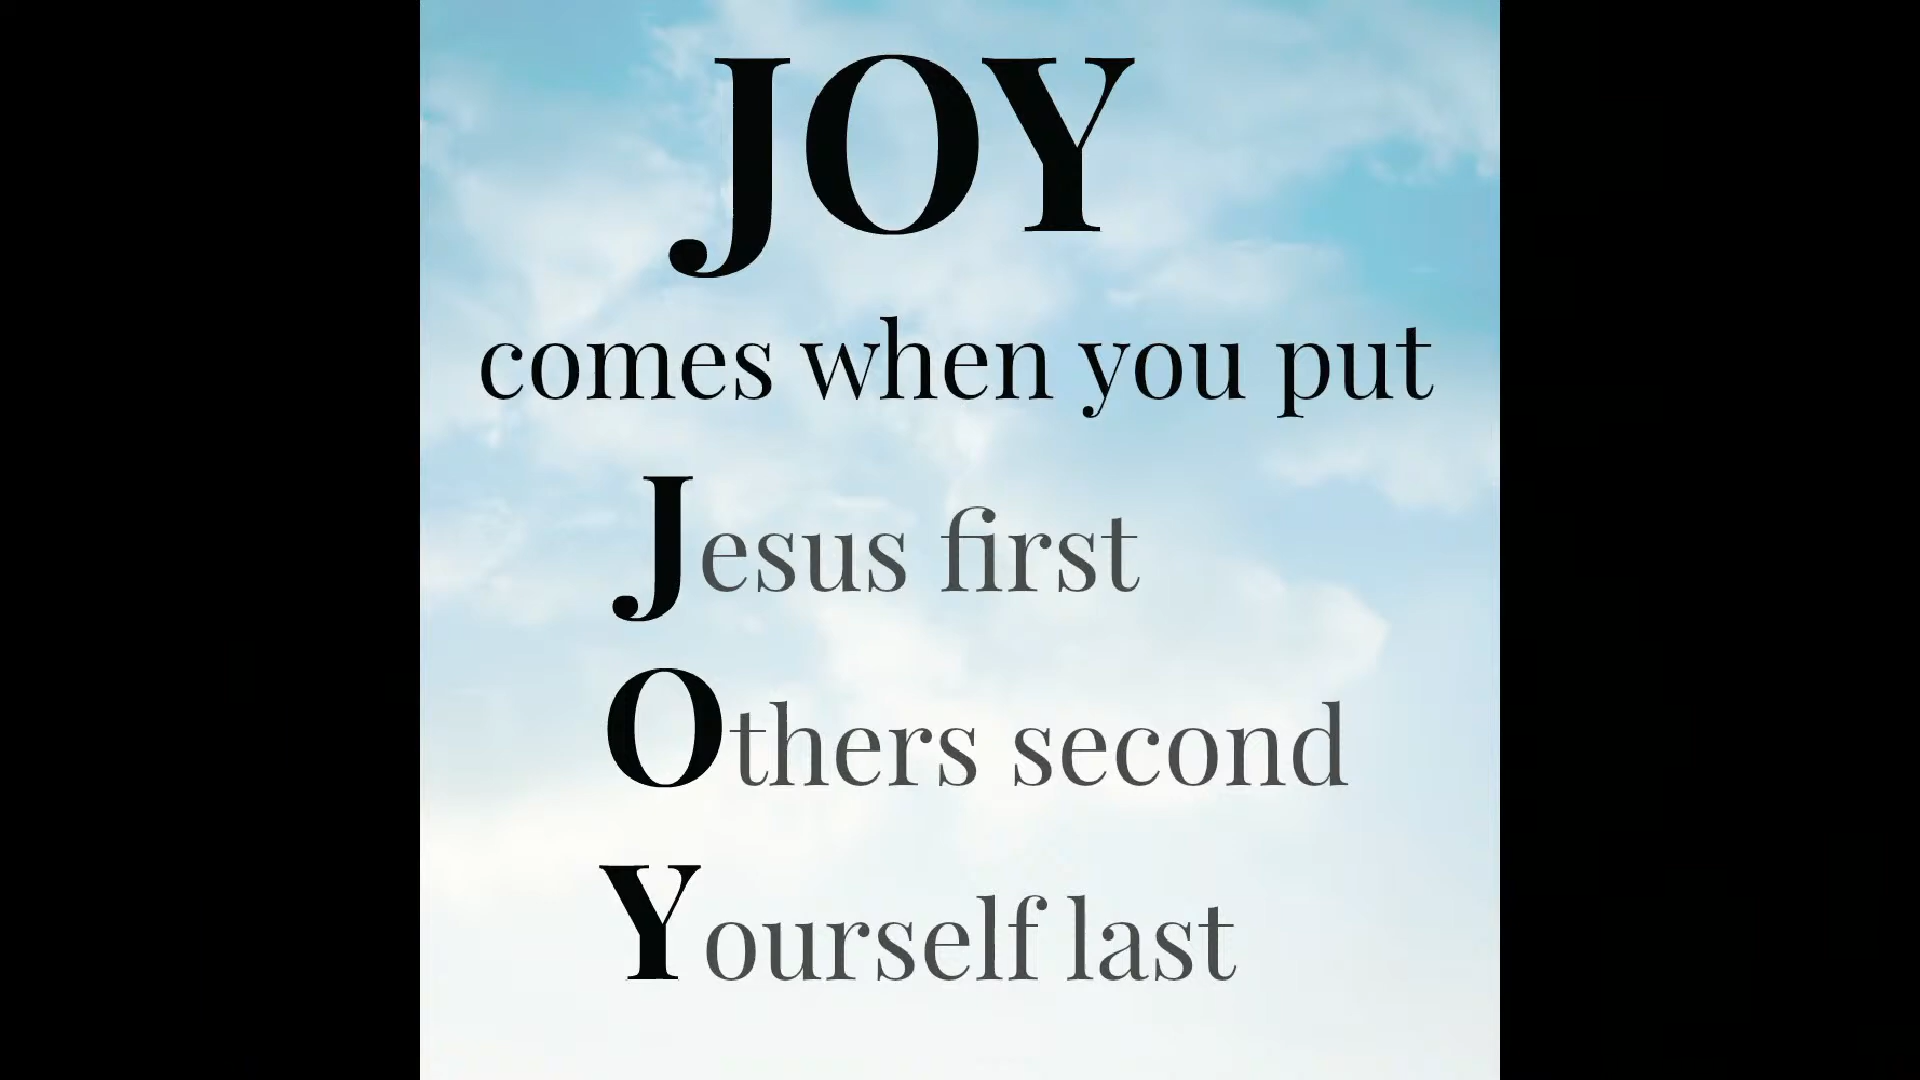 JOY
comes when you put
Jesus first
Others second
Yourself last